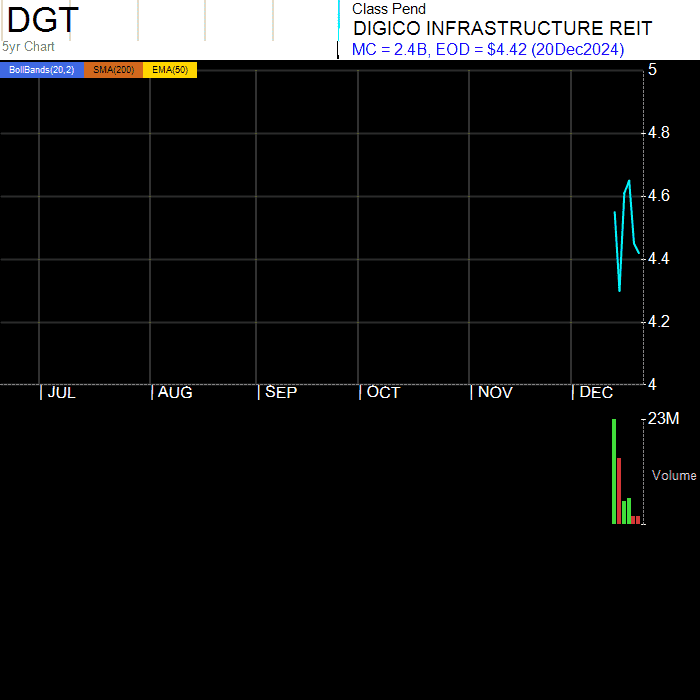 DGT
5yr Chart
Class Pend
DIGICO INFRASTRUCTURE REIT
MC = 2.4B, EOD = $4.42 (20Dec2024)
BollBands(20,2) SMA(200) EMA(50)
5
4.8
4.6
4.4
4.2
4
| JUL | AUG | SEP | OCT | NOV | DEC
23M
Volume